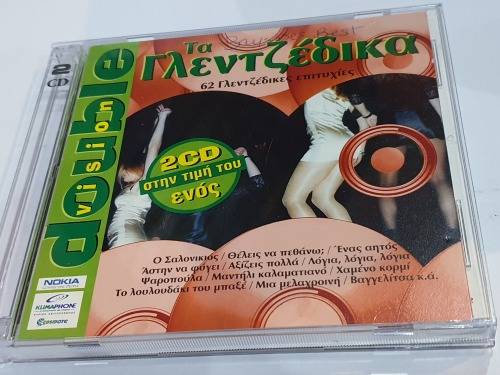 2
CD
double
vision
Τα
Γλεντζέδικα
62 Γλεντζέδικες επιτυχίες
2CD
στην τιμή του
ενός
Ο Σαλονικιός / Θέλεις να πεθάνω; / Ένας αητός
Άστην να φύγει / Αξίζεις πολλά / Λόγια, λόγια, λόγια
Ψαροπούλα / Μαντήλι καλαματιανό / Χαμένο κορμί
Το λουλουδάκι του μπαξέ / Μια μελαχροινή / Βαγγελίτσα κ.ά.
NOKIA
KLIMAPHONE
COSMOTE